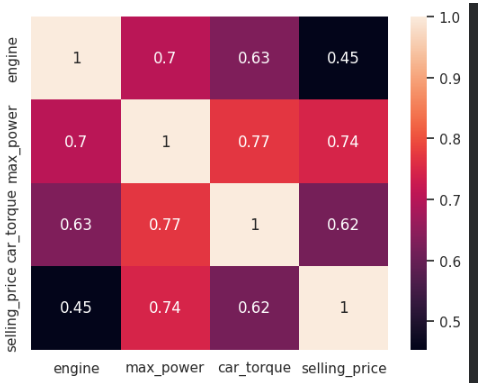 engine 1 0.7 0.63 0.45
max_power 0.7 1 0.77 0.74
car_torque 0.63 0.77 1 0.62
selling_price 0.45 0.74 0.62 1
engine max_power car_torque selling_price
1.0
0.9
0.8
0.7
0.6
0.5